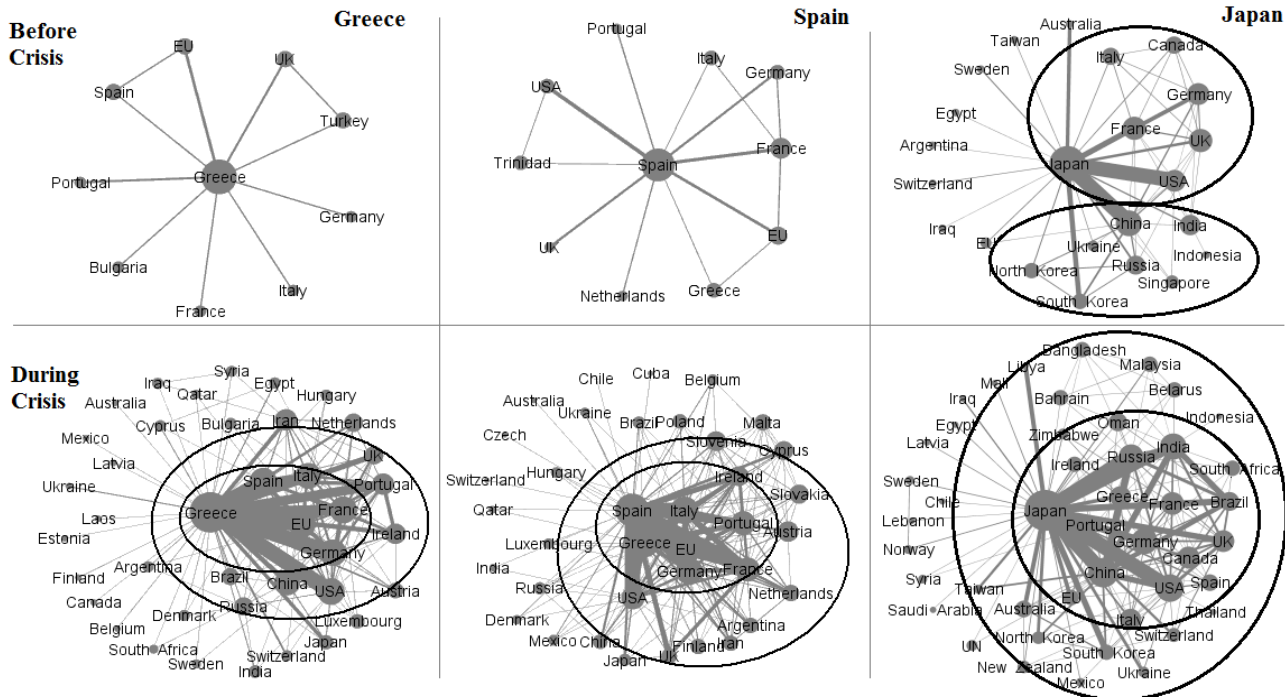 Before
Crisis
Greece
EU
UK
Spain
Turkey
Greece
Portugal
Germany
Bulgaria
Italy
France
Spain
Portugal
Italy
Germany
USA
France
Trinidad
Spain
EU
UK
Netherlands
Greece
Japan
Australia
Taiwan
Canada
Italy
Sweden
Germany
Egypt
France
Argentina
UK
Japan
Switzerland
USA
China
India
Iraq
EU
Ukraine
Indonesia
North Korea
Russia
Singapore
South Korea
During
Crisis
Syria
Iraq
Egypt
Qatar
Hungary
Australia
Cyprus
Bulgaria
Iran
Netherlands
Mexico
UK
Latvia
Spain
Italy
Portugal
Ukraine
Greece
France
Laos
EU
Ireland
Estonia
Germany
Argentina
Finland
Brazil
China
USA
Austria
Canada
Russia
Denmark
Luxembourg
Belgium
Japan
South Africa
Switzerland
Sweden
India
Cuba
Chile
Belgium
Australia
Ukraine
Brazil
Poland
Malta
Czech
Slovenia
Cyprus
Hungary
Ireland
Switzerland
Slovakia
Qatar
Spain
Italy
Portugal
Austria
Luxembourg
Greece
EU
India
Germany
France
Russia
Netherlands
USA
Denmark
Argentina
Mexico
China
Finland
Iran
Japan
UK
Bangladesh
Libya
Malaysia
Mali
Belarus
Iraq
Bahrain
Indonesia
Egypt
Oman
Zimbabwe
India
Latvia
Russia
Ireland
South Africa
Sweden
Greece
France
Brazil
Chile
Japan
Lebanon
Portugal
Germany
UK
Norway
Canada
China
Syria
USA
Spain
Taiwan
EU
Saudi Arabia
Australia
Italy
Thailand
North Korea
Switzerland
UN
South Korea
New Zealand
Ukraine
Mexico